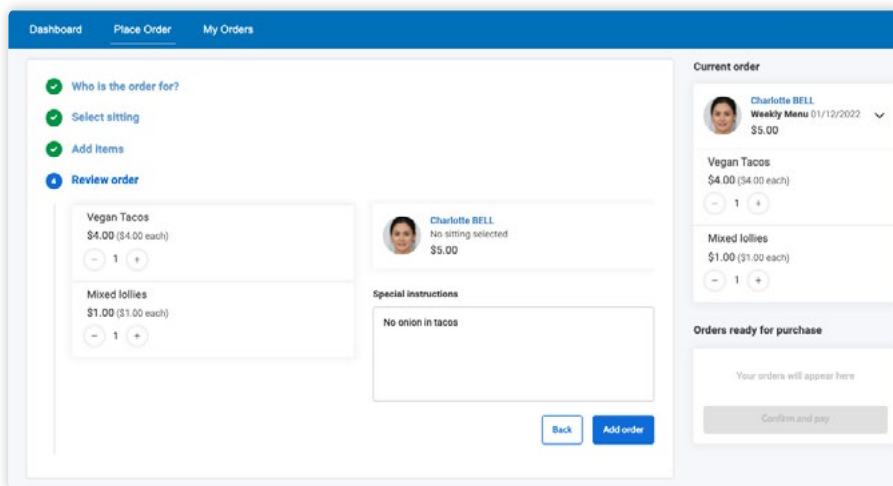 Dashboard
Place Order
My Orders
Who is the order for?
Select sitting
Add items
4
Review order
Vegan Tacos
$4.00 ($4.00 each)
- 1 +
Mixed lollies
$1.00 ($1.00 each)
- 1 +
Charlotte BELL
No sitting selected
$5.00
Special instructions
No onion in tacos
Back
Add order
Current order
Charlotte BELL
Weekly Menu 01/12/2022
$5.00
Vegan Tacos
$4.00 ($4.00 each)
- 1 +
Mixed lollies
$1.00 ($1.00 each)
- 1 +
Orders ready for purchase
Your orders will appear here
Confirm and pay